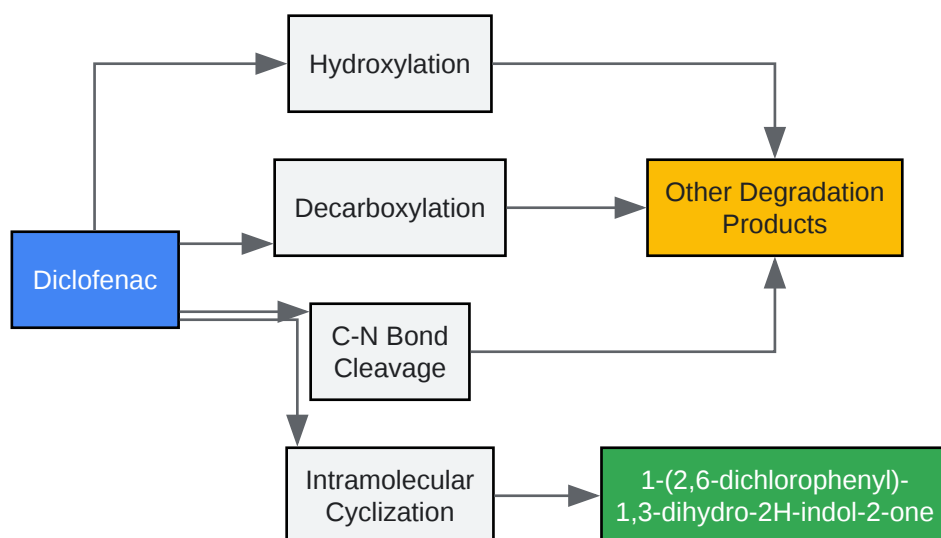 Hydroxylation
Decarboxylation
Other Degradation
Products
Diclofenac
C-N Bond
Cleavage
Intramolecular
Cyclization
1-(2,6-dichlorophenyl)-
1,3-dihydro-2H-indol-2-one